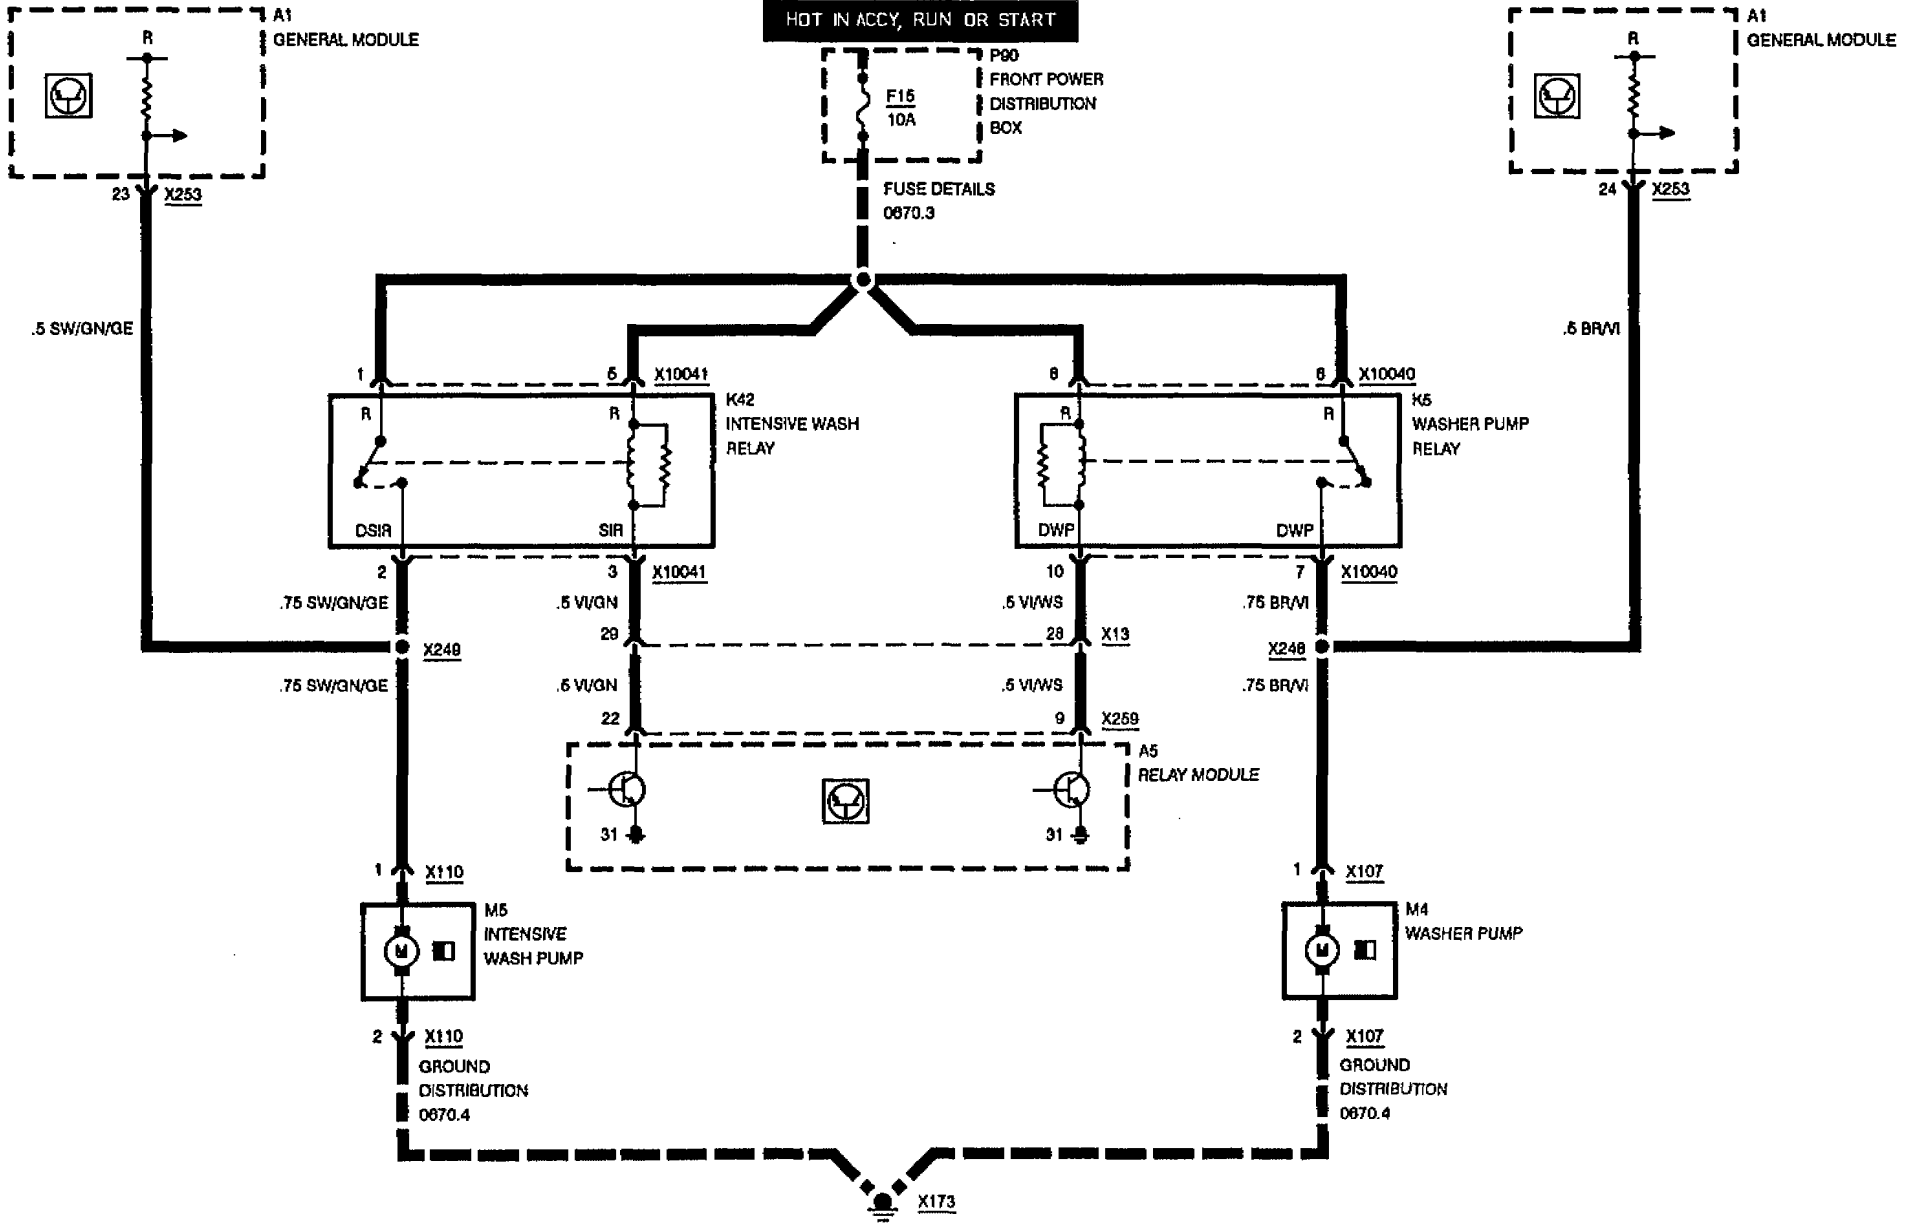 HOT IN ACCY, RUN OR START
A1
GENERAL MODULE
R
23 X253
P90
FRONT POWER
DISTRIBUTION
BOX
F15
10A
FUSE DETAILS
0670.3
A1
GENERAL MODULE
R
24 X253
.5 SW/GN/GE
.5 BR/VI
1
5 X10041
8
6 X10040
R
R
K42
INTENSIVE WASH
RELAY
DSIR
SIR
R
R
K5
WASHER PUMP
RELAY
DWP
DWP
2
3 X10041
10
7 X10040
.75 SW/GN/GE
.5 VI/GN
.5 VI/WS
.75 BR/VI
29
28 X13
X249
X246
.75 SW/GN/GE
.5 VI/GN
.5 VI/WS
.75 BR/VI
22
9 X259
A5
RELAY MODULE
31
31
1 X110
1 X107
M5
INTENSIVE
WASH PUMP
M
M4
WASHER PUMP
M
2 X110
2 X107
GROUND
DISTRIBUTION
0670.4
GROUND
DISTRIBUTION
0670.4
X173